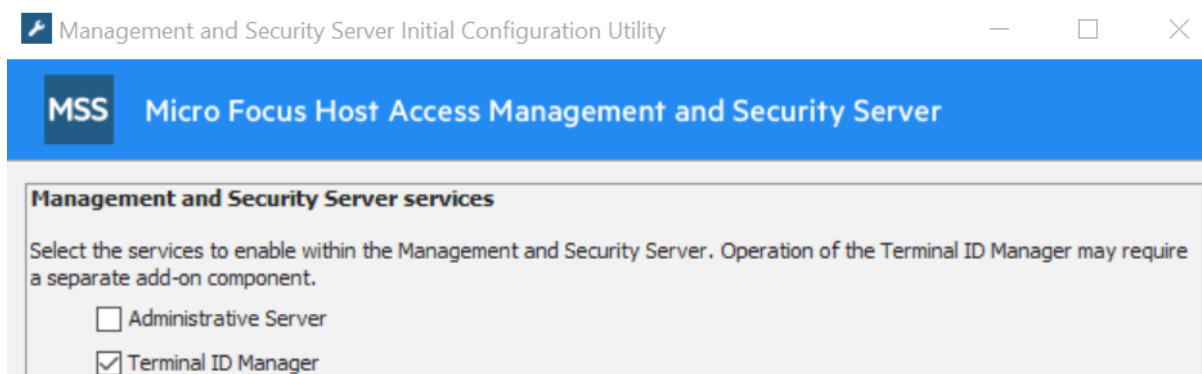 Management and Security Server Initial Configuration Utility
MSS Micro Focus Host Access Management and Security Server
Management and Security Server services
Select the services to enable within the Management and Security Server. Operation of the Terminal ID Manager may require
a separate add-on component.
Administrative Server
Terminal ID Manager